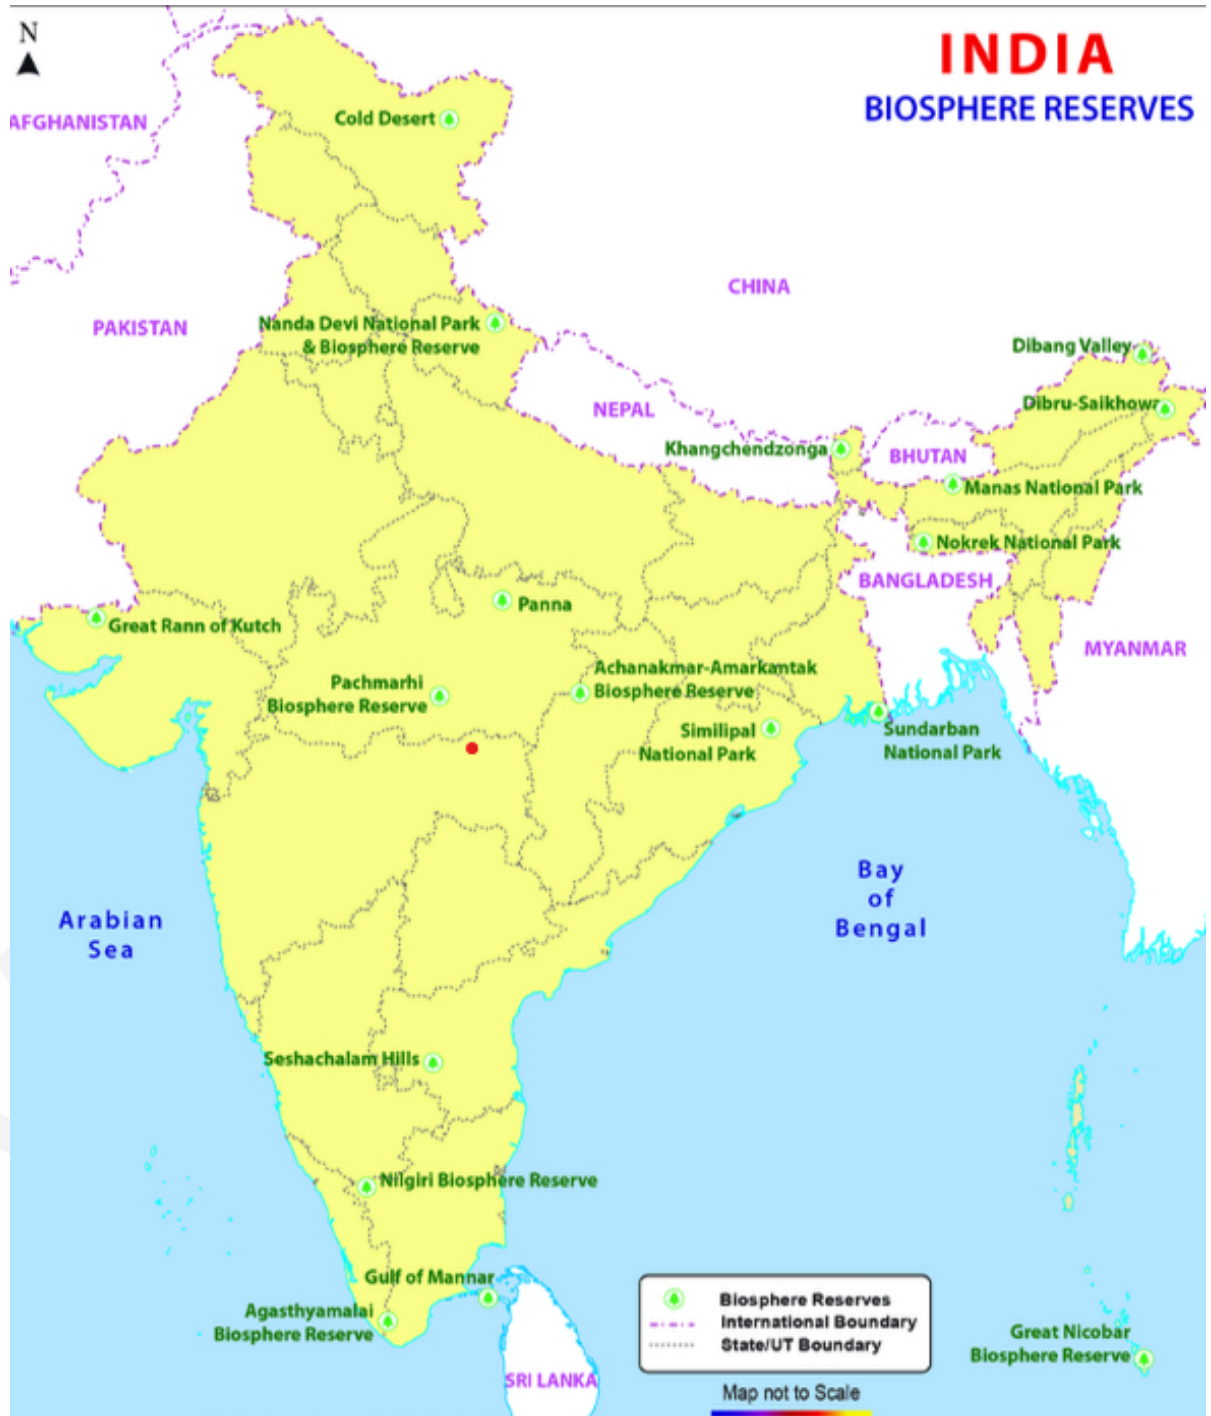 N
INDIA
BIOSPHERE RESERVES
AFGHANISTAN
Cold Desert
CHINA
PAKISTAN
Nanda Devi National Park
& Biosphere Reserve
Dibang Valley
NEPAL
Dibru-Saikhowa
Khangchendzonga
BHUTAN
Manas National Park
Nokrek National Park
BANGLADESH
Panna
Great Rann of Kutch
MYANMAR
Achanakmar-Amarkantak
Biosphere Reserve
Pachmarhi
Biosphere Reserve
Similipal
National Park
Sundarban
National Park
Bay
of
Bengal
Arabian
Sea
Seshachalam Hills
Nilgiri Biosphere Reserve
Gulf of Mannar
Agasthyamalai
Biosphere Reserve
SRI LANKA
Biosphere Reserves
International Boundary
State/UT Boundary
Great Nicobar
Biosphere Reserve
Map not to Scale